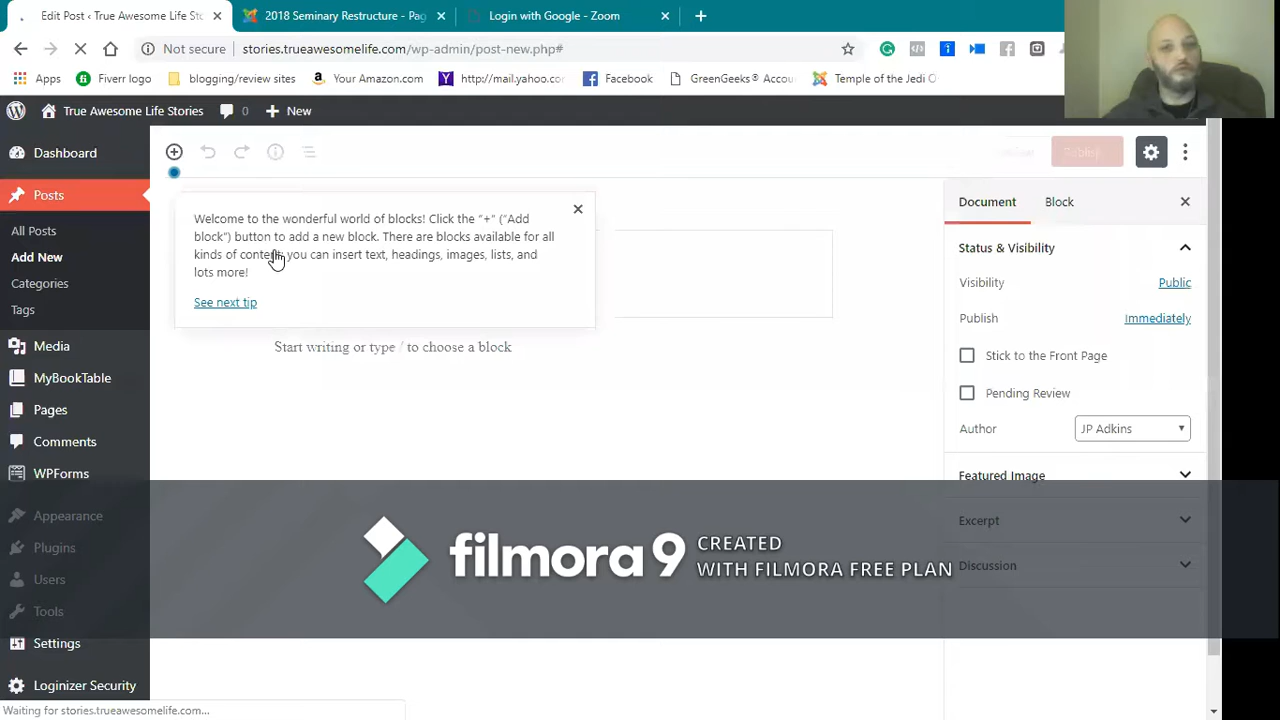 Edit Post ‹ True Awesome Life Stc
2018 Seminary Restructure - Pag
Login with Google - Zoom
Not secure
stories.trueawesomelife.com/wp-admin/post-new.php#
Apps
Fiverr logo
blogging/review sites
Your Amazon.com
http://mail.yahoo.co
Facebook
GreenGeeks® Accou
Temple of the Jedi O
True Awesome Life Stories
0
+ New
Dashboard
Posts
All Posts
Add New
Categories
Tags
Media
MyBookTable
Pages
Comments
WPForms
Appearance
Plugins
Users
Tools
Settings
Loginizer Security
Publish
Welcome to the wonderful world of blocks! Click the “+” (“Add
block”) button to add a new block. There are blocks available for all
kinds of content: you can insert text, headings, images, lists, and
lots more!
See next tip
Start writing or type / to choose a block
Document
Block
Status & Visibility
Visibility
Public
Publish
Immediately
Stick to the Front Page
Pending Review
Author
JP Adkins
Featured Image
Excerpt
Discussion
filmora9
CREATED
WITH FILMORA FREE PLAN
Waiting for stories.trueawesomelife.com...